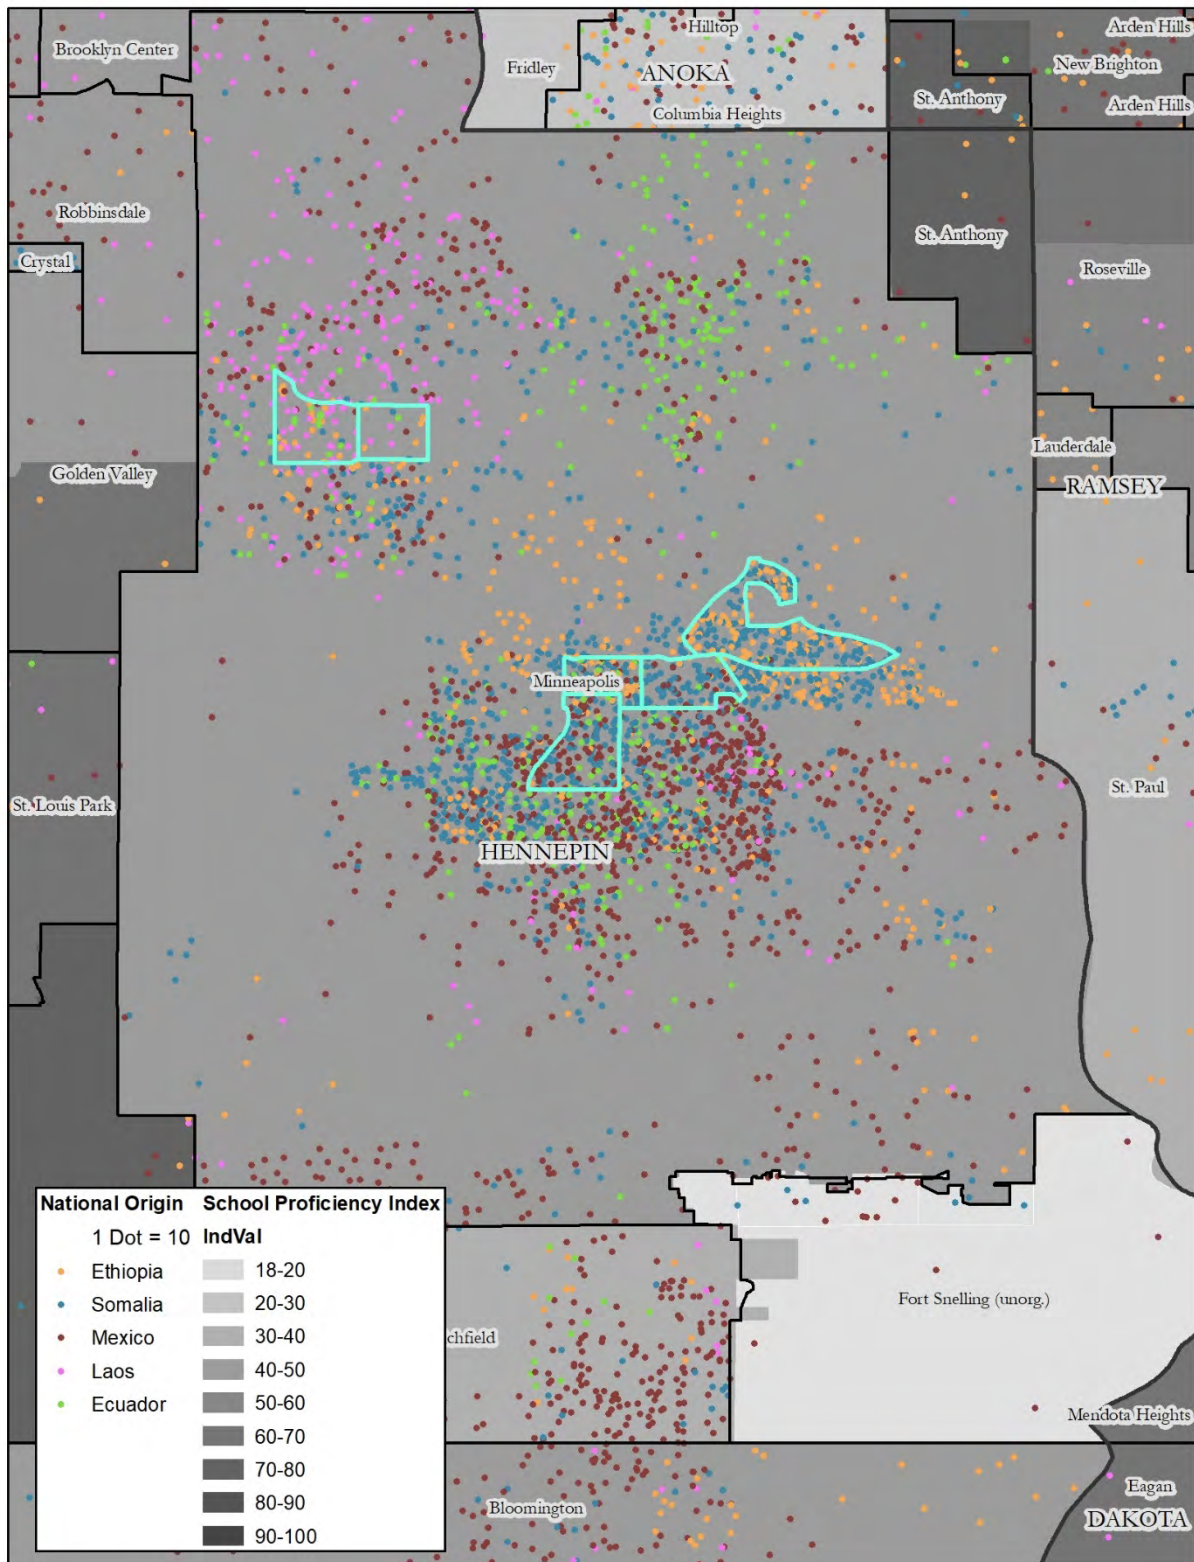 Hilltop
Arden Hills
Brooklyn Center
Fridley
ANOKA
New Brighton
St. Anthony
Arden Hills
Columbia Heights
Robbinsdale
St. Anthony
Crystal
Roseville
Golden Valley
Lauderdale
RAMSEY
Minneapolis
St. Louis Park
St. Paul
HENNEPIN
National Origin School Proficiency Index
1 Dot = 10 IndVal
Ethiopia 18-20
Somalia 20-30
Mexico 30-40
Laos 40-50
Ecuador 50-60
60-70
70-80
80-90
90-100
Fort Snelling (unorg.)
chfield
Mendota Heights
Eagan
Bloomington
DAKOTA